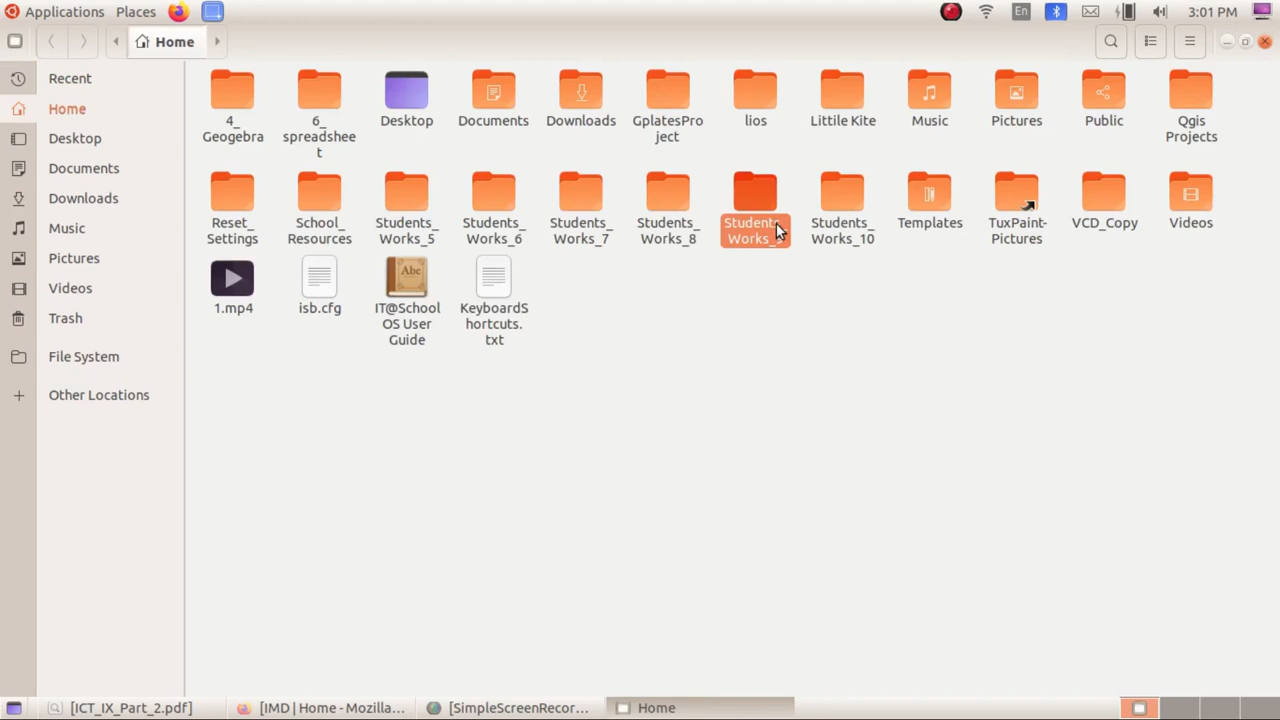 Applications Places En 3:01 PM
Home
Recent
Home
Desktop
Documents
Downloads
Music
Pictures
Videos
Trash
File System
Other Locations
4_
Geogebra
6_
spreadshee
t
Desktop
Documents
Downloads
GplatesPro
ject
lios
Littile Kite
Music
Pictures
Public
Qgis
Projects
Reset_
Settings
School_
Resources
Students_
Works_5
Students_
Works_6
Students_
Works_7
Students_
Works_8
Students_
Works_9
Students_
Works_10
Templates
TuxPaint-
Pictures
VCD_Copy
Videos
1.mp4
isb.cfg
Abc
IT@School
OS User
Guide
KeyboardS
hortcuts.
txt
[ICT_IX_Part_2.pdf] [IMD | Home - Mozilla... [SimpleScreenRecor... Home